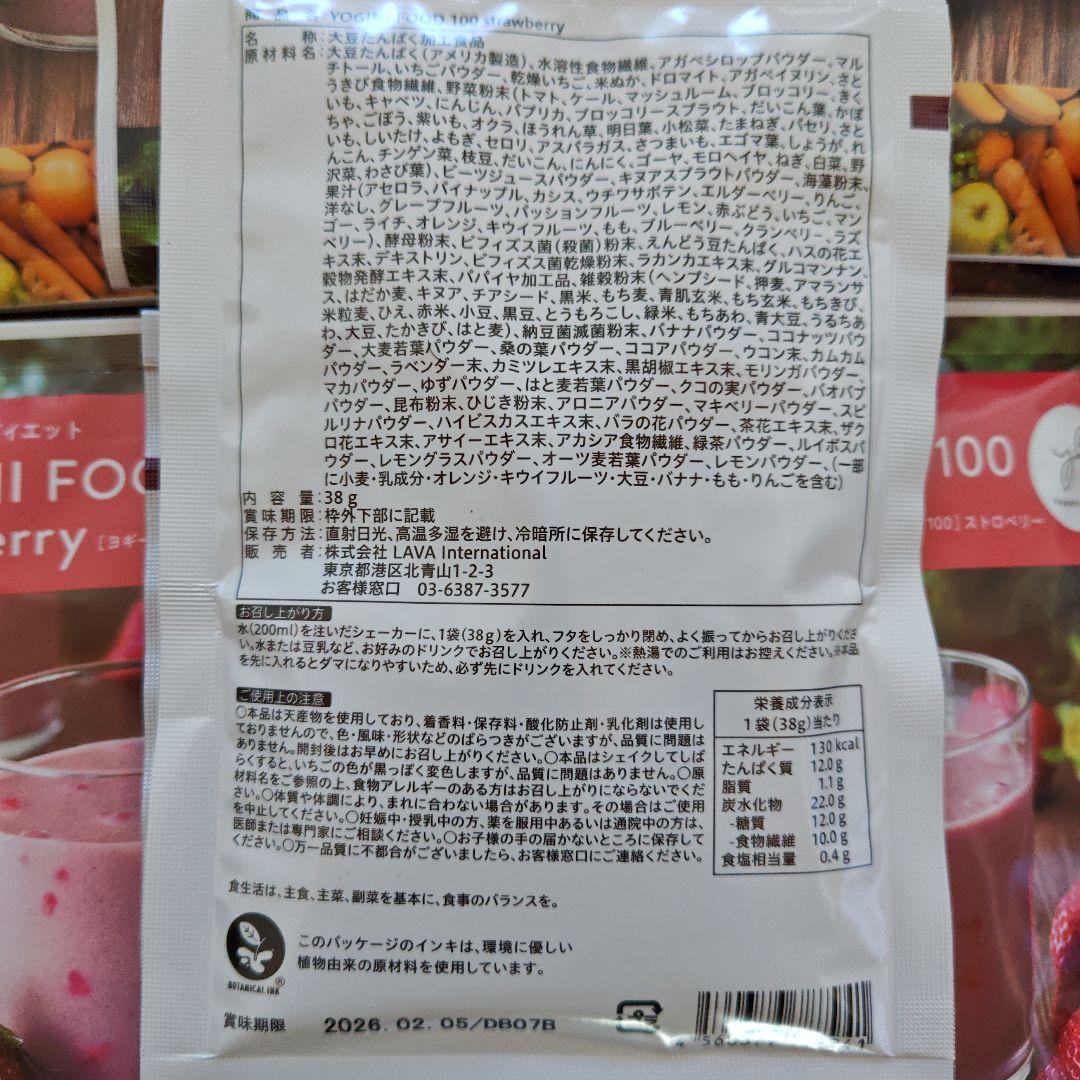 商品名:YOGINI FOOD 100 strawberry
名称:大豆たんぱく加工食品
原材料名:大豆たんぱく(アメリカ製造)、水溶性食物繊維、アガベシロップパウダー、マル
チトール、いちごパウダー、乾燥いちご、米ぬか、ドロマイト、アガベイヌリン、さと
うきび食物繊維、野菜粉末(トマト、ケール、マッシュルーム、ブロッコリー、きく
いも、キャベツ、にんじん、パプリカ、ブロッコリースプラウト、だいこん葉、かぼ
ちゃ、ごぼう、紫いも、オクラ、ほうれん草、明日葉、小松菜、たまねぎ、パセリ、さと
いも、しいたけ、よもぎ、セロリ、アスパラガス、さつまいも、エゴマ葉、しょうが、れ
んこん、チンゲン菜、枝豆、だいこん、にんにく、ゴーヤ、モロヘイヤ、ねぎ、白菜、野
沢菜、わさび葉)、ビーツジュースパウダー、キヌアスプラウトパウダー、海藻粉末、
果汁(アセロラ、パイナップル、カシス、ウチワサボテン、エルダーベリー、りんご、
洋なし、グレープフルーツ、パッションフルーツ、レモン、赤ぶどう、いちご、マン
ゴー、ライチ、オレンジ、キウイフルーツ、もも、ブルーベリー、クランベリー、ラズ
ベリー)、酵母粉末、ビフィズス菌(殺菌)粉末、えんどう豆たんぱく、ハスの花エ
キス末、デキストリン、ビフィズス菌乾燥粉末、ラカンカエキス末、グルコマンナン、
穀物発酵エキス末、パパイヤ加工品、雑穀粉末(ヘンプシード、押麦、アマランサ
ス、はだか麦、キヌア、チアシード、黒米、もち麦、青肌玄米、もち玄米、もちきび、
米粒麦、ひえ、赤米、小豆、黒豆、とうもろこし、緑米、もちあわ、青大豆、うるちあ
わ、大豆、たかきび、はと麦)、納豆菌滅菌粉末、バナナパウダー、ココナッツパウ
ダー、大麦若葉パウダー、桑の葉パウダー、ココアパウダー、ウコン末、カムカム
パウダー、ラベンダー末、カミツレエキス末、黒胡椒エキス末、モリンガパウダー、
マカパウダー、ゆずパウダー、はと麦若葉パウダー、クコの実パウダー、バオバブ
パウダー、昆布粉末、ひじき粉末、アロニアパウダー、マキベリーパウダー、スピ
ルリナパウダー、ハイビスカスエキス末、バラの花パウダー、茶花エキス末、ザク
ロ花エキス末、アサイーエキス末、アカシア食物繊維、緑茶パウダー、ルイボスパ
ウダー、レモングラスパウダー、オーツ麦若葉パウダー、レモンパウダー、(一部
に小麦・乳成分・オレンジ・キウイフルーツ・大豆・バナナ・もも・りんごを含む)
内容量:38g
賞味期限:枠外下部に記載
保存方法:直射日光、高温多湿を避け、冷暗所に保存してください。
販売者:株式会社 LAVA International
東京都港区北青山1-2-3
お客様窓口 03-6387-3577
お召し上がり方
水(200ml)を注いだシェーカーに、1袋(38g)を入れ、フタをしっかり閉め、よく振ってからお召し上がりくださ
い。水または豆乳など、お好みのドリンクでお召し上がりください。※熱湯でのご利用はお控えください。※本品
を先に入れるとダマになりやすいため、必ず先にドリンクを入れてください。
ご使用上の注意
○本品は天産物を使用しており、着香料・保存料・酸化防止剤・乳化剤は使用し
ておりませんので、色・風味・形状などのばらつきがございますが、品質に問題は
ありません。開封後はお早めにお召し上がりください。○本品はシェイクしてしば
らくすると、いちごの色が黒っぽく変色しますが、品質に問題はありません。○原
材料名をご参照の上、食物アレルギーのある方はお召し上がりにならないでくだ
さい。○体質や体調により、まれに合わない場合があります。その場合はご使用
を中止してください。○妊娠中・授乳中の方、薬を服用中あるいは通院中の方は、
医師または専門家にご相談ください。○お子様の手の届かないところに保存して
ください。○万一品質に不都合がございましたら、お客様窓口にご連絡ください。
栄養成分表示
1袋(38g)当たり
エネルギー 130kcal
たんぱく質 12.0g
脂質 1.1g
炭水化物 22.0g
-糖質 12.0g
-食物繊維 10.0g
食塩相当量 0.4g
食生活は、主食、主菜、副菜を基本に、食事のバランスを。
BOTANICAL INK
このパッケージのインキは、環境に優しい
植物由来の原材料を使用しています。
賞味期限 2026.02.05/DB07B
イエット
NI FOO
erry [ヨギー
100
100]ストロベリー